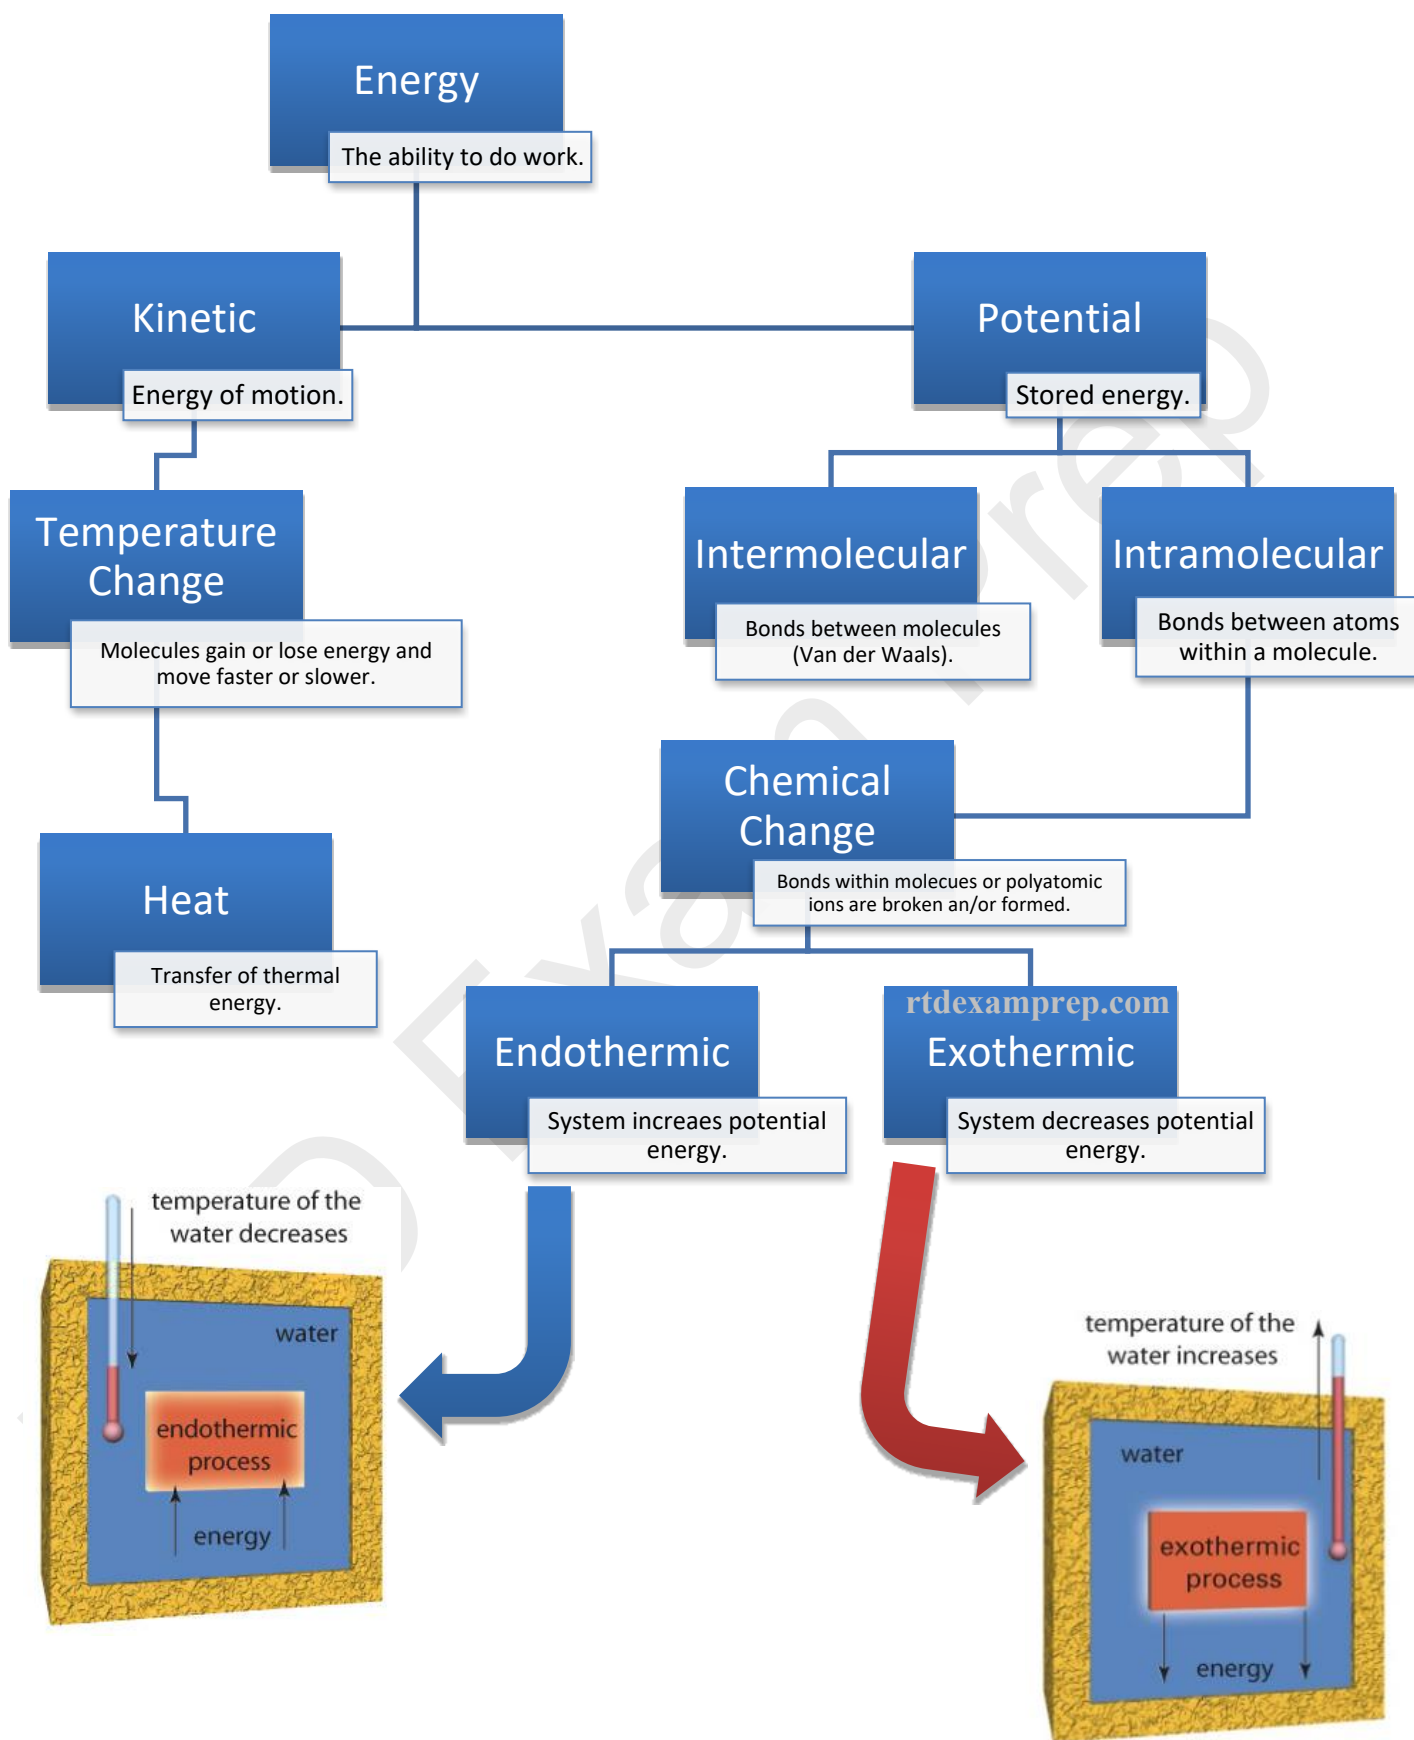 Energy
The ability to do work.
Kinetic
Energy of motion.
Potential
Stored energy.
Temperature
Change
Molecules gain or lose energy and
move faster or slower.
Intermolecular
Bonds between molecules
(Van der Waals).
Intramolecular
Bonds between atoms
within a molecule.
Chemical
Change
Bonds within molecues or polyatomic
ions are broken an/or formed.
Heat
Transfer of thermal
energy.
Endothermic
System increaes potential
energy.
rtdexamprep.com
Exothermic
System decreases potential
energy.
temperature of the
water decreases
water
endothermic
process
energy
temperature of the
water increases
water
exothermic
process
energy
Exam Prep